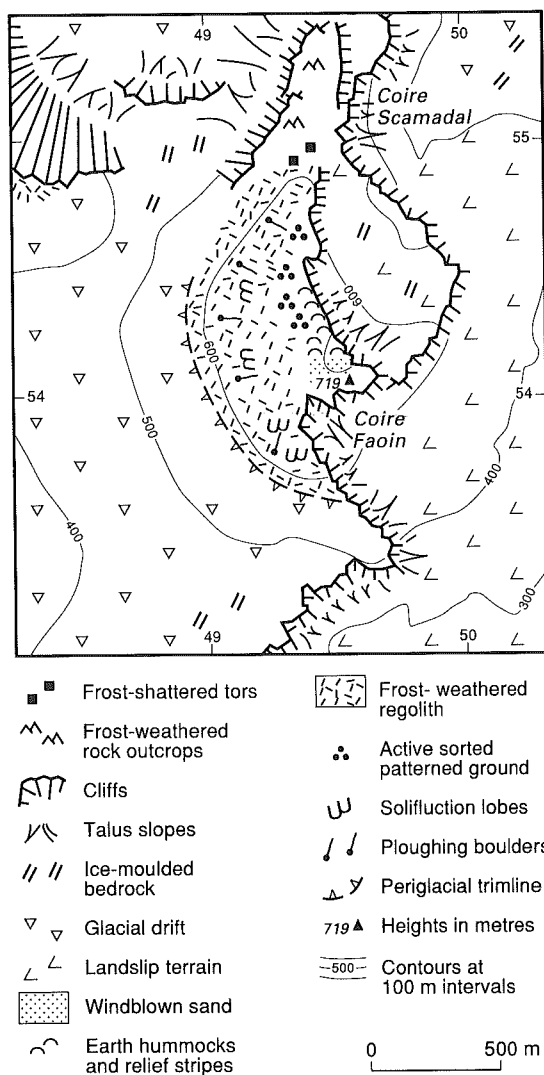 49
50
Coire
Scamadal
55
600
600
719
54
54
Coire
Faoin
500
400
400
300
49
50
Frost-shattered tors
Frost-weathered
rock outcrops
Cliffs
Talus slopes
Ice-moulded
bedrock
Glacial drift
Landslip terrain
Windblown sand
Earth hummocks
and relief stripes
Frost- weathered
regolith
Active sorted
patterned ground
Solifluction lobes
Ploughing boulders
Periglacial trimline
719 Heights in metres
500 Contours at
100 m intervals
0 500 m